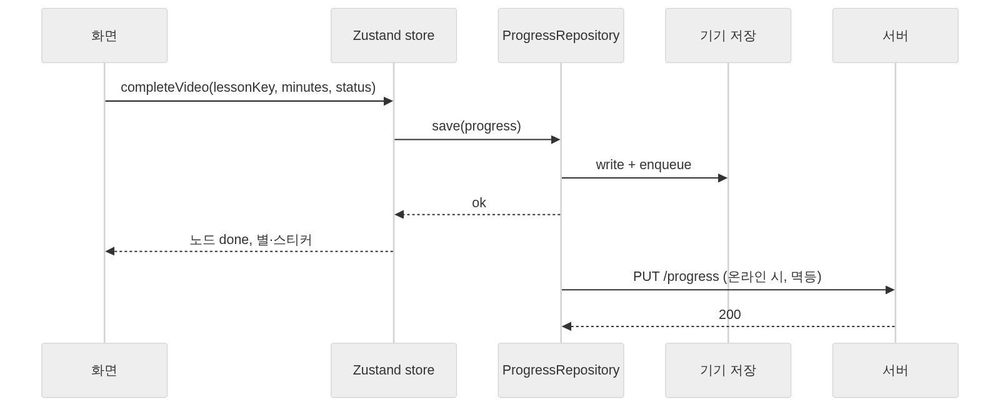 화면
Zustand store
ProgressRepository
기기 저장
서버
completeVideo(lessonKey, minutes, status)
save(progress)
write + enqueue
ok
노드 done, 별·스티커
PUT /progress (온라인 시, 멱등)
200
화면
Zustand store
ProgressRepository
기기 저장
서버